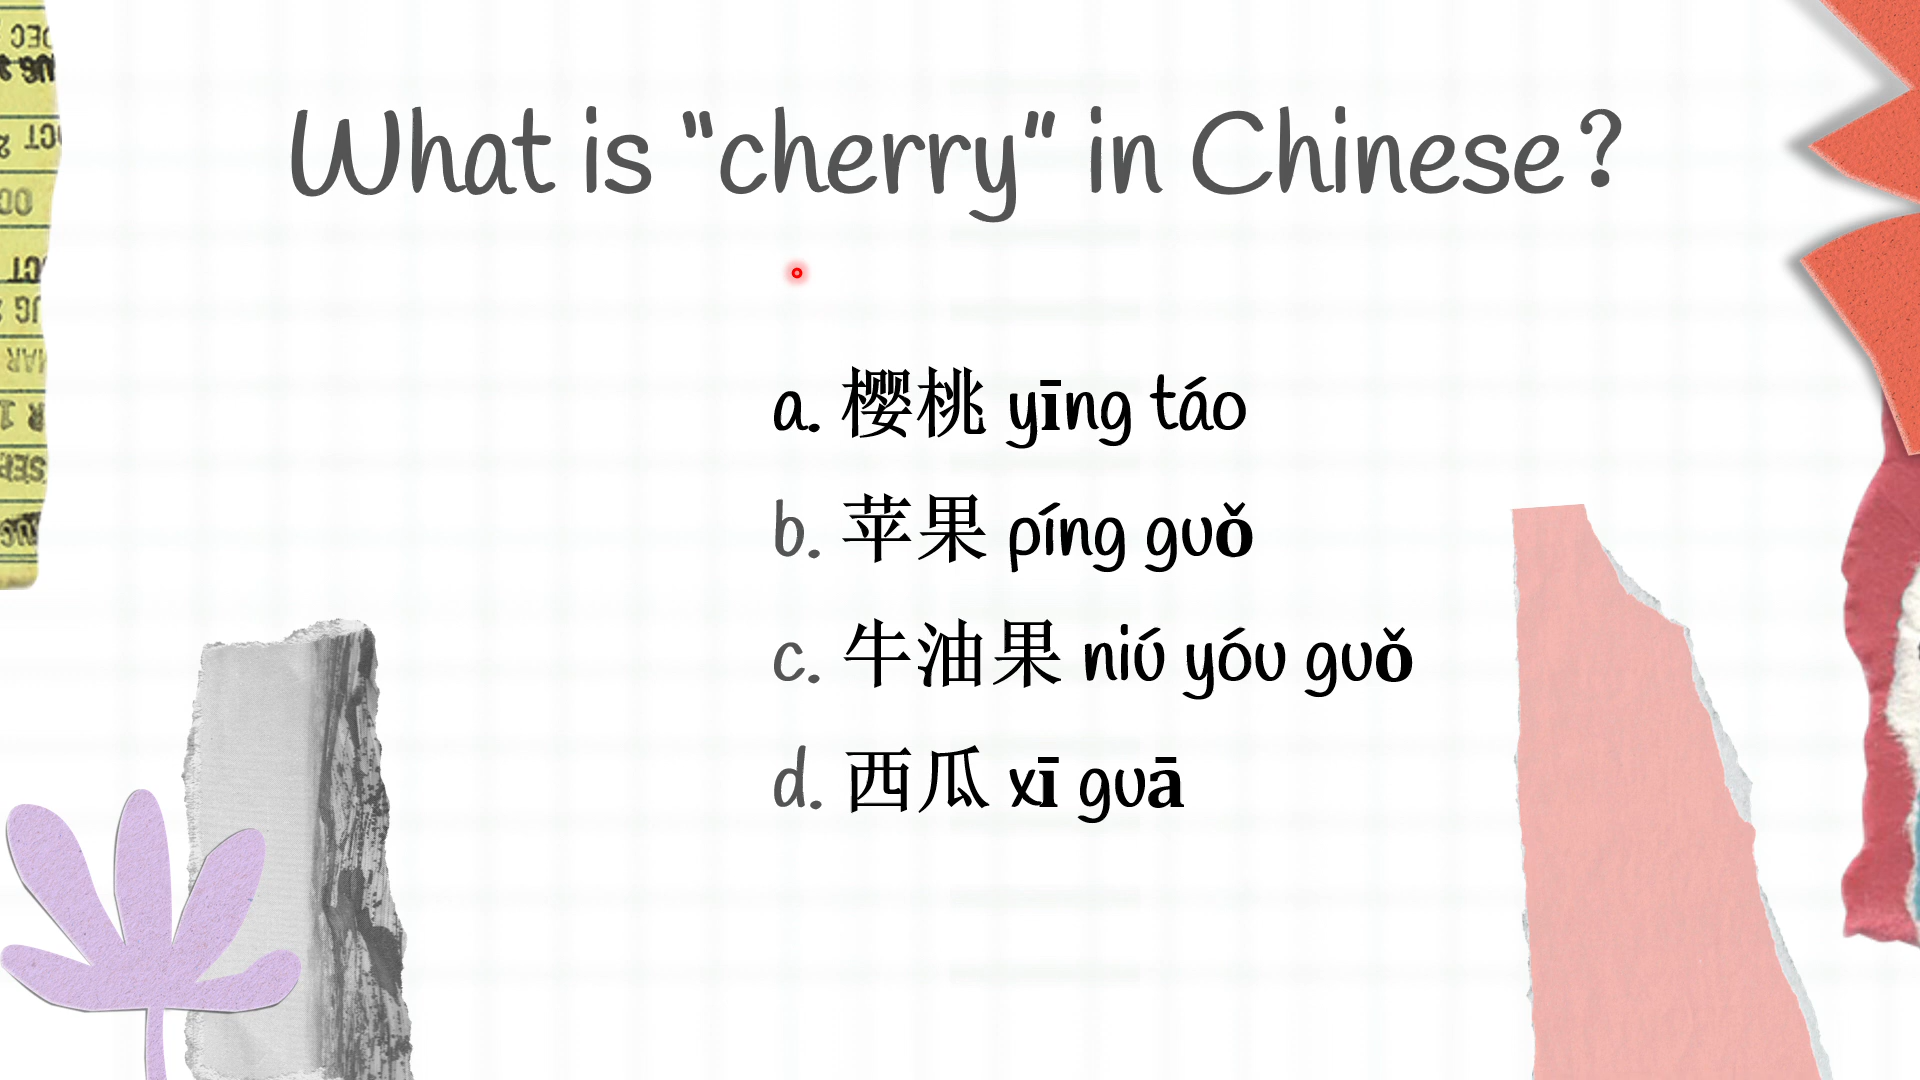 What is "cherry" in Chinese?
a. 樱桃 yīng táo
b. 苹果 píng guǒ
c. 牛油果 niú yóu guǒ
d. 西瓜 xī guā